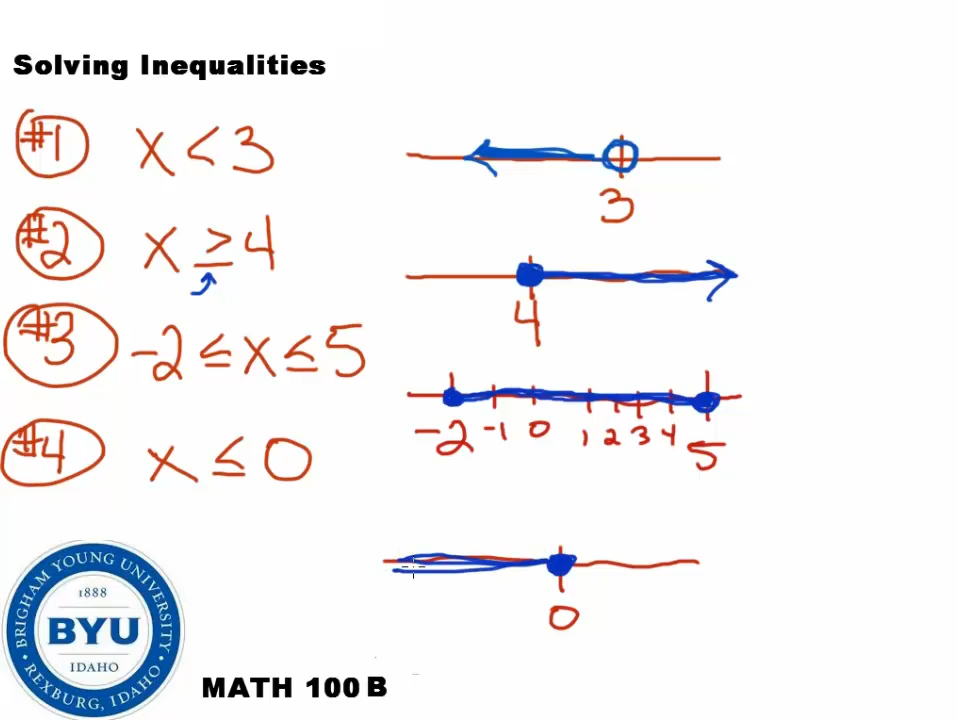 Solving Inequalities
#1 x < 3
3
#2 x ≥ 4
4
#3 -2 ≤ x ≤ 5
-2 -1 0 1 2 3 4 5
#4 x ≤ 0
0
BRIGHAM YOUNG UNIVERSITY
1888
BYU
IDAHO
REXBURG, IDAHO
MATH 100 B